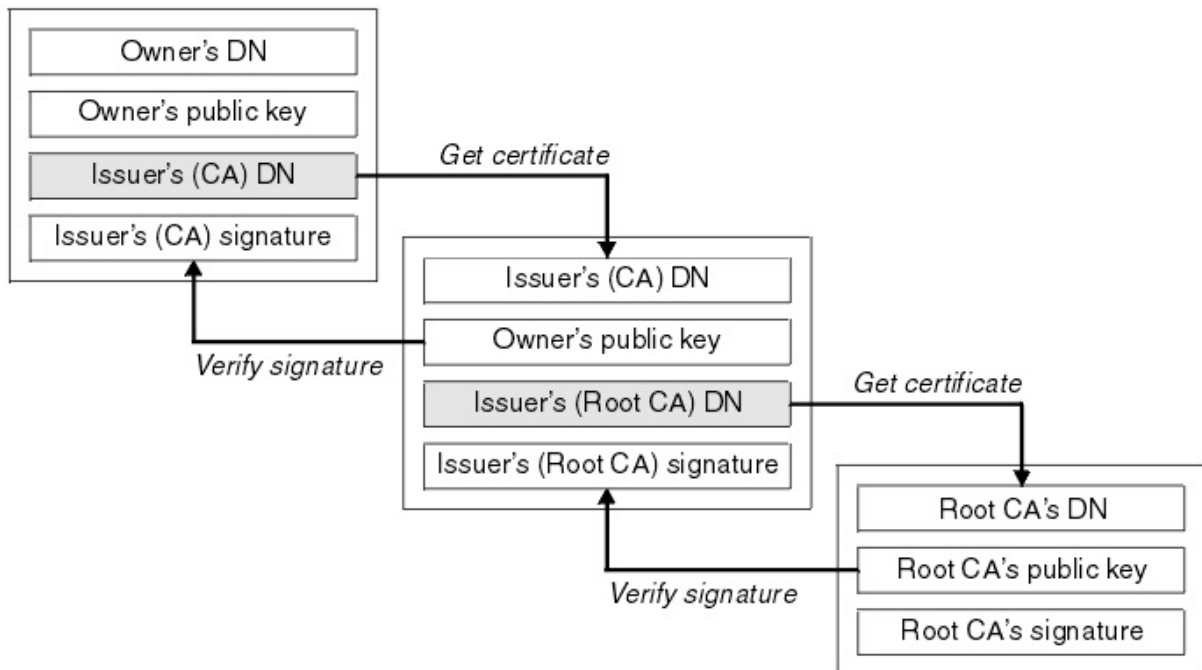 Owner's DN
Owner's public key
Issuer's (CA) DN
Issuer's (CA) signature
Get certificate
Verify signature
Issuer's (CA) DN
Owner's public key
Issuer's (Root CA) DN
Issuer's (Root CA) signature
Get certificate
Verify signature
Root CA's DN
Root CA's public key
Root CA's signature